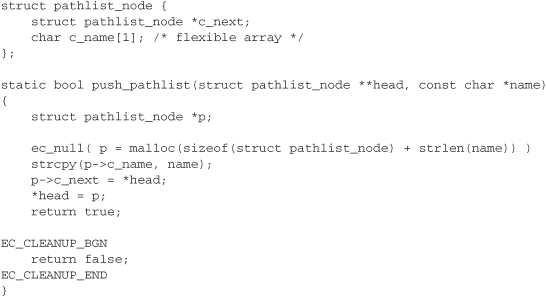 struct pathlist_node {
    struct pathlist_node *c_next;
    char c_name[1]; /* flexible array */
};

static bool push_pathlist(struct pathlist_node **head, const char *name)
{
    struct pathlist_node *p;

    ec_null( p = malloc(sizeof(struct pathlist_node) + strlen(name)) )
    strcpy(p->c_name, name);
    p->c_next = *head;
    *head = p;
    return true;

EC_CLEANUP_BGN
    return false;
EC_CLEANUP_END
}